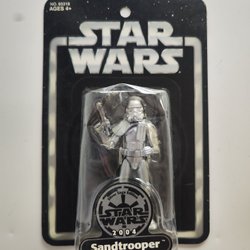 NO. 85319
AGES 4+
STAR
WARS
STAR
WARS
2004
Sandtrooper